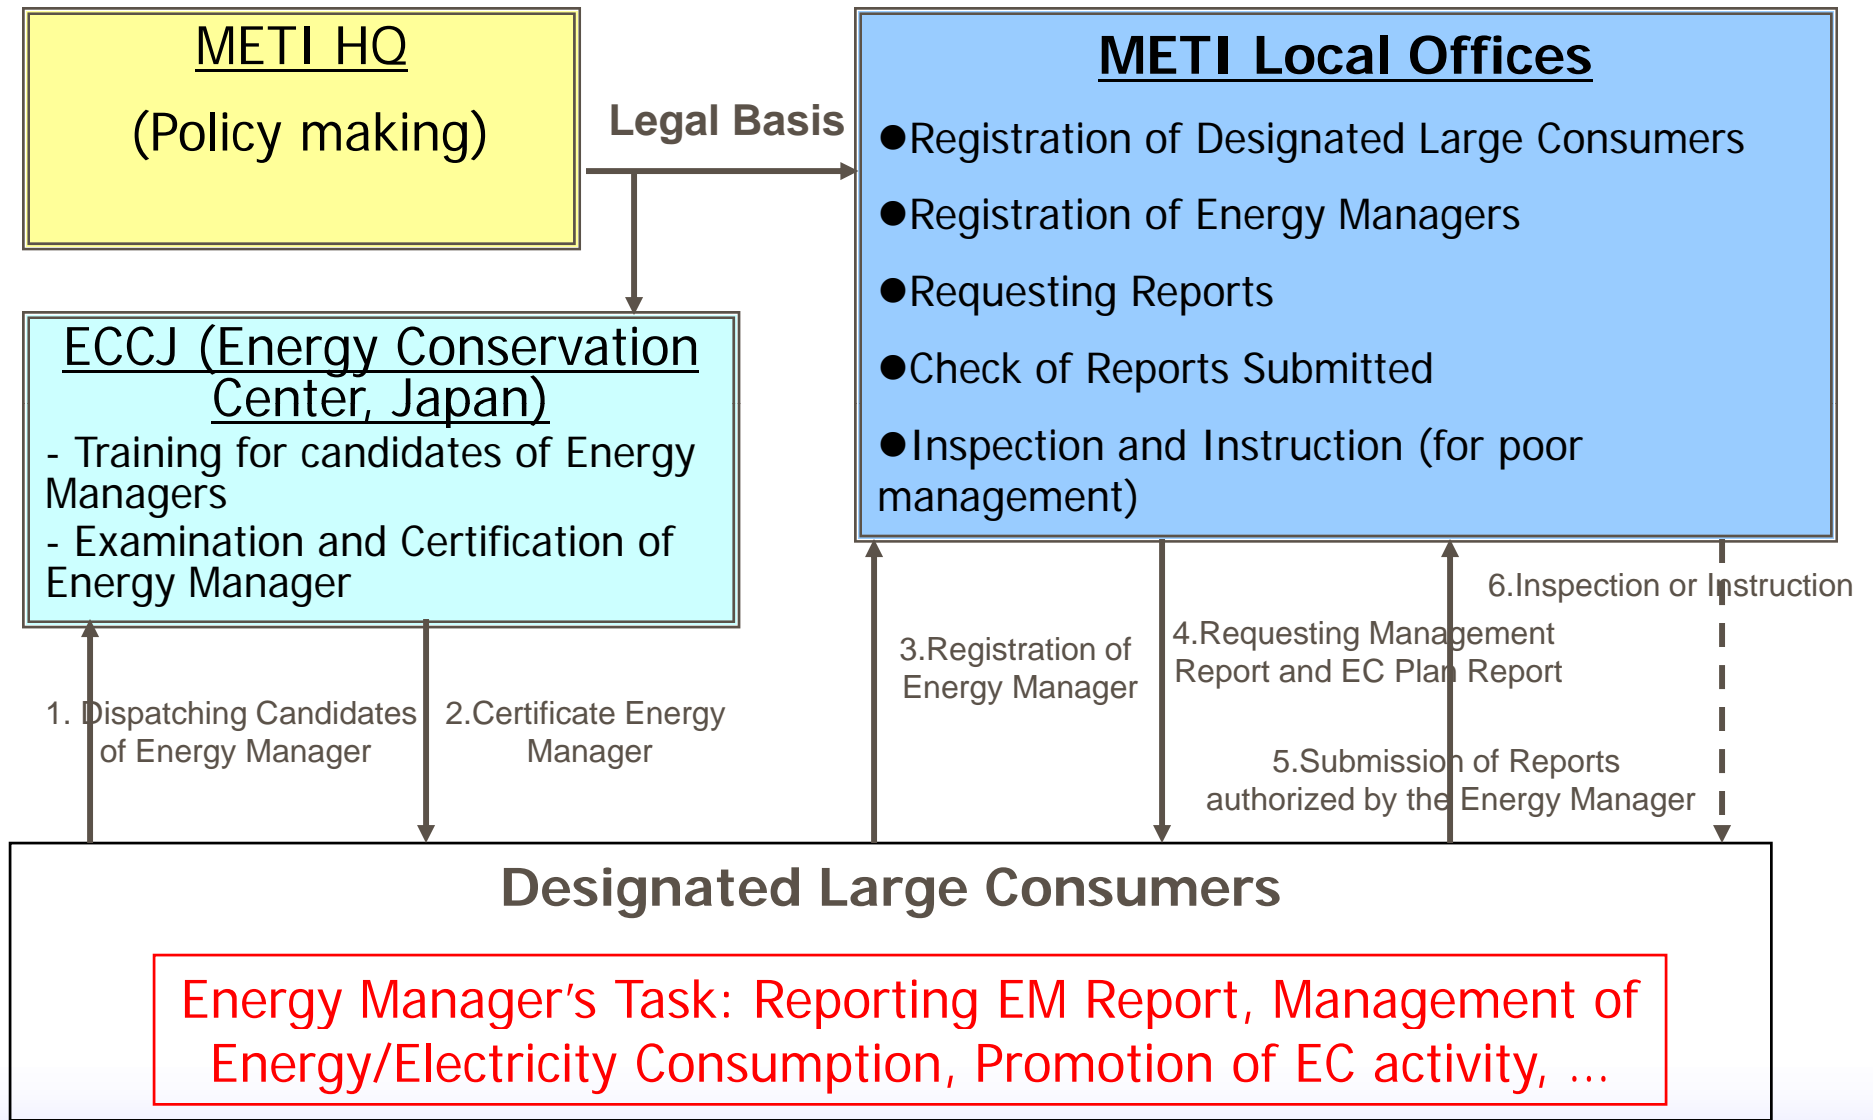 METI HQ
(Policy making)
Legal Basis
METI Local Offices
●Registration of Designated Large Consumers
●Registration of Energy Managers
●Requesting Reports
●Check of Reports Submitted
●Inspection and Instruction (for poor
management)
ECCJ (Energy Conservation
Center, Japan)
- Training for candidates of Energy
Managers
- Examination and Certification of
Energy Manager
1. Dispatching Candidates
of Energy Manager
2.Certificate Energy
Manager
3.Registration of
Energy Manager
4.Requesting Management
Report and EC Plan Report
5.Submission of Reports
authorized by the Energy Manager
6.Inspection or Instruction
Designated Large Consumers
Energy Manager’s Task: Reporting EM Report, Management of
Energy/Electricity Consumption, Promotion of EC activity, ...